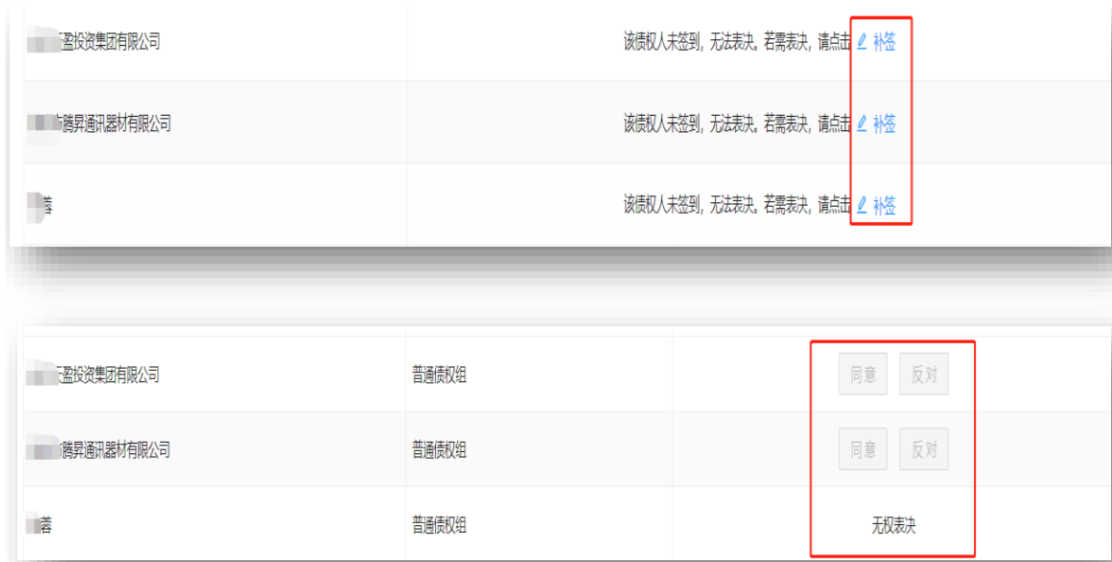 盈投资集团有限公司 该债权人未签到，无法表决。若需表决，请点击 补签
腾昇通讯器材有限公司 该债权人未签到，无法表决。若需表决，请点击 补签
蓉 该债权人未签到，无法表决。若需表决，请点击 补签
盈投资集团有限公司 普通债权组 同意 反对
腾昇通讯器材有限公司 普通债权组 同意 反对
蓉 普通债权组 无权表决